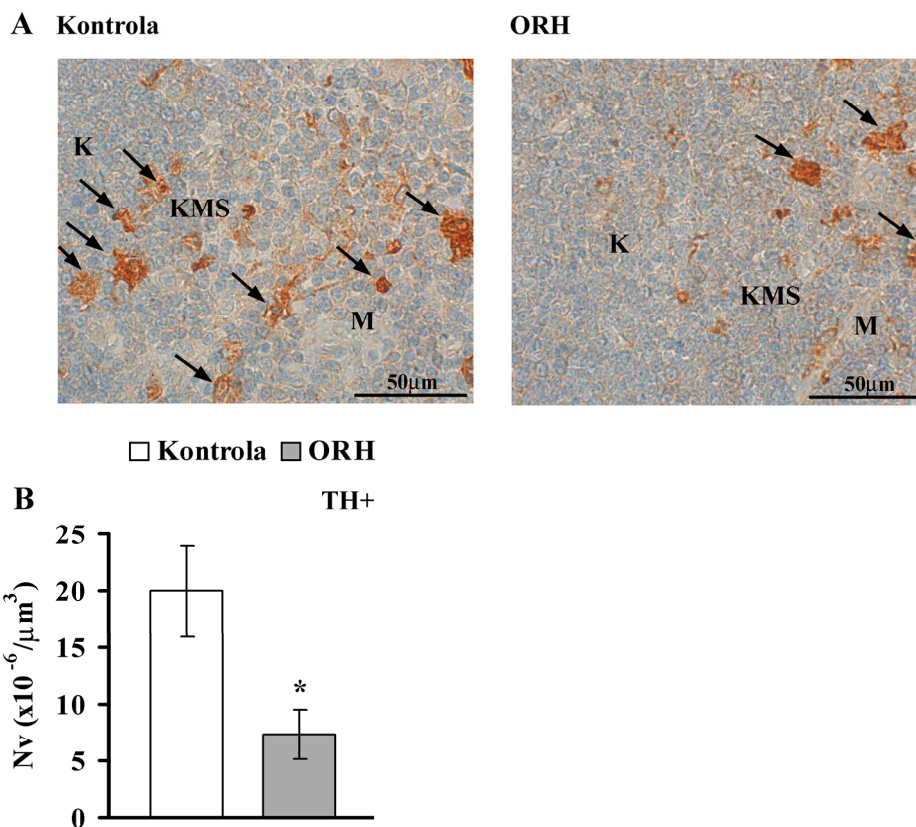 A Kontrola ORH
K
KMS
M
50μm
K
KMS
M
50μm
Kontrola ORH
B TH+
Nv (x10⁻⁶/μm³)
25
20
15
10
5
0
*